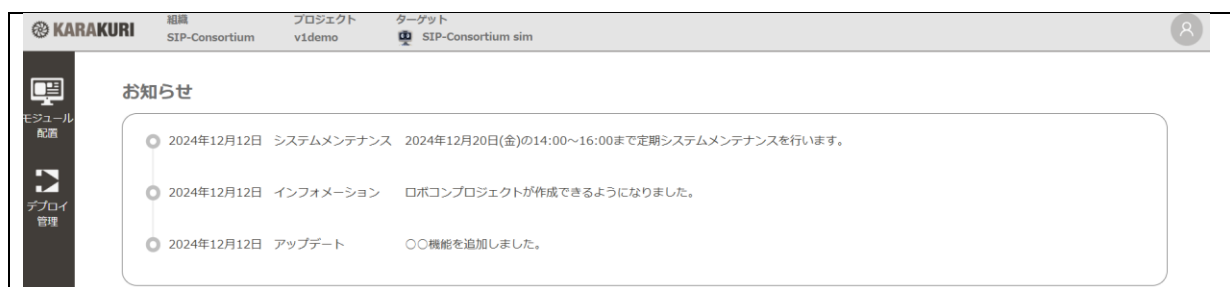 KARAKURI
組織 プロジェクト ターゲット
SIP-Consortium v1demo SIP-Consortium sim
モジュール
配置
デプロイ
管理
お知らせ
2024年12月12日 システムメンテナンス 2024年12月20日(金)の14:00～16:00まで定期システムメンテナンスを行います。
2024年12月12日 インフォメーション ロボコンプロジェクトが作成できるようになりました。
2024年12月12日 アップデート ○○機能を追加しました。